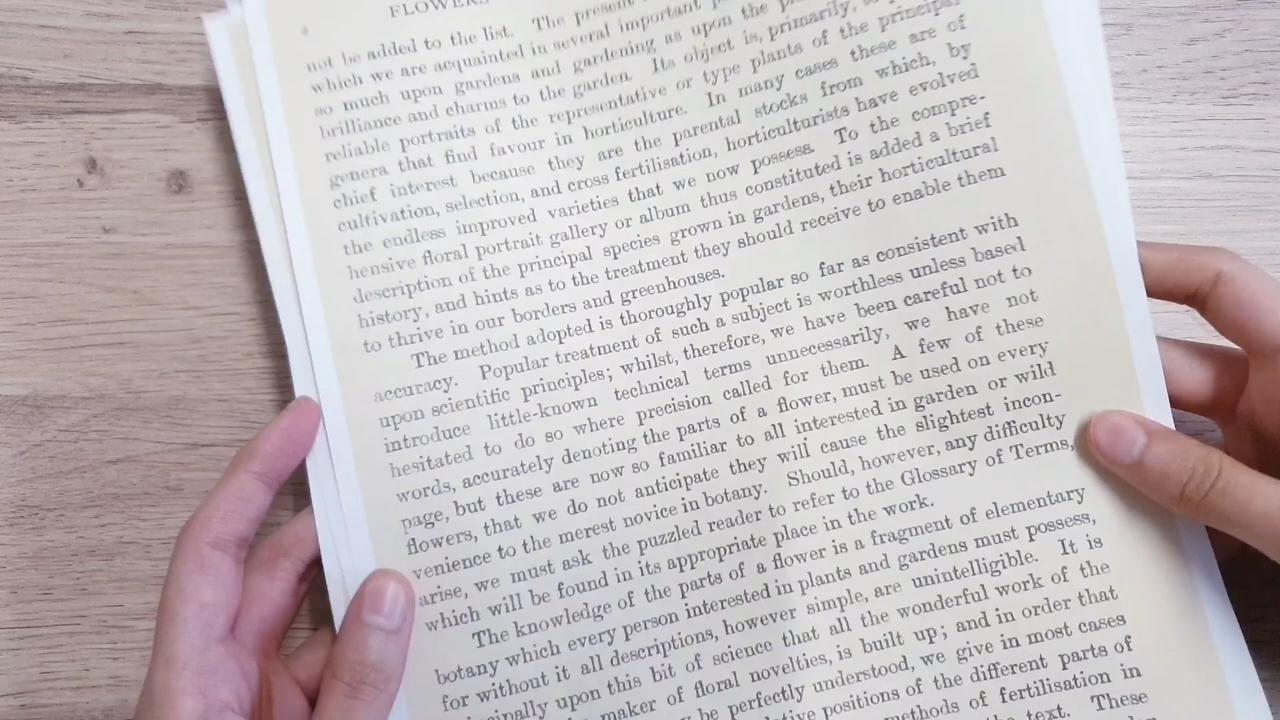 FLOWERS
not be added to the list. The present
which we are acquainted in several important
so much upon gardens and gardening as upon the
brilliance and charms to the garden. Its object is, primarily,
reliable portraits of the representative or type plants of the principal
genera that find favour in horticulture. In many cases these are of
chief interest because they are the parental stocks from which, by
cultivation, selection, and cross fertilisation, horticulturists have evolved
the endless improved varieties that we now possess. To the compre-
hensive floral portrait gallery or album thus constituted is added a brief
description of the principal species grown in gardens, their horticultural
history, and hints as to the treatment they should receive to enable them
to thrive in our borders and greenhouses.
The method adopted is thoroughly popular so far as consistent with
accuracy. Popular treatment of such a subject is worthless unless based
upon scientific principles; whilst, therefore, we have been careful not to
introduce little-known technical terms unnecessarily, we have not
hesitated to do so where precision called for them. A few of these
words, accurately denoting the parts of a flower, must be used on every
page, but these are now so familiar to all interested in garden or wild
flowers, that we do not anticipate they will cause the slightest incon-
venience to the merest novice in botany. Should, however, any difficulty
arise, we must ask the puzzled reader to refer to the Glossary of Terms,
which will be found in its appropriate place in the work.
The knowledge of the parts of a flower is a fragment of elementary
botany which every person interested in plants and gardens must possess,
for without it all descriptions, however simple, are unintelligible. It is
upon this bit of science that all the wonderful work of the
maker of floral novelties, is built up; and in order that
be perfectly understood, we give in most cases
positions of the different parts of
methods of fertilisation in
the text. These